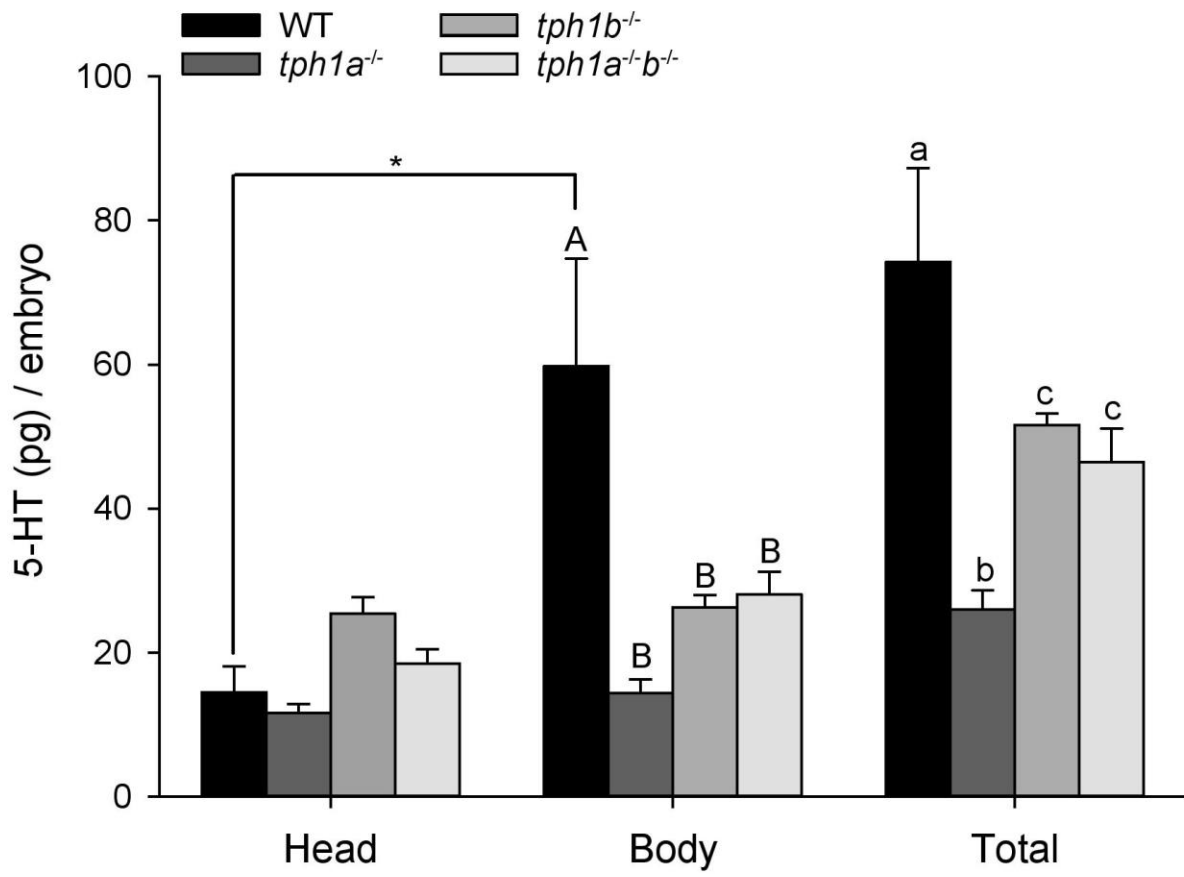 WT
tph1b-/-
tph1a-/-
tph1a-/-b-/-
100
80
60
40
20
0
5-HT (pg) / embryo
*
A
B
B
B
a
b
c
c
Head
Body
Total